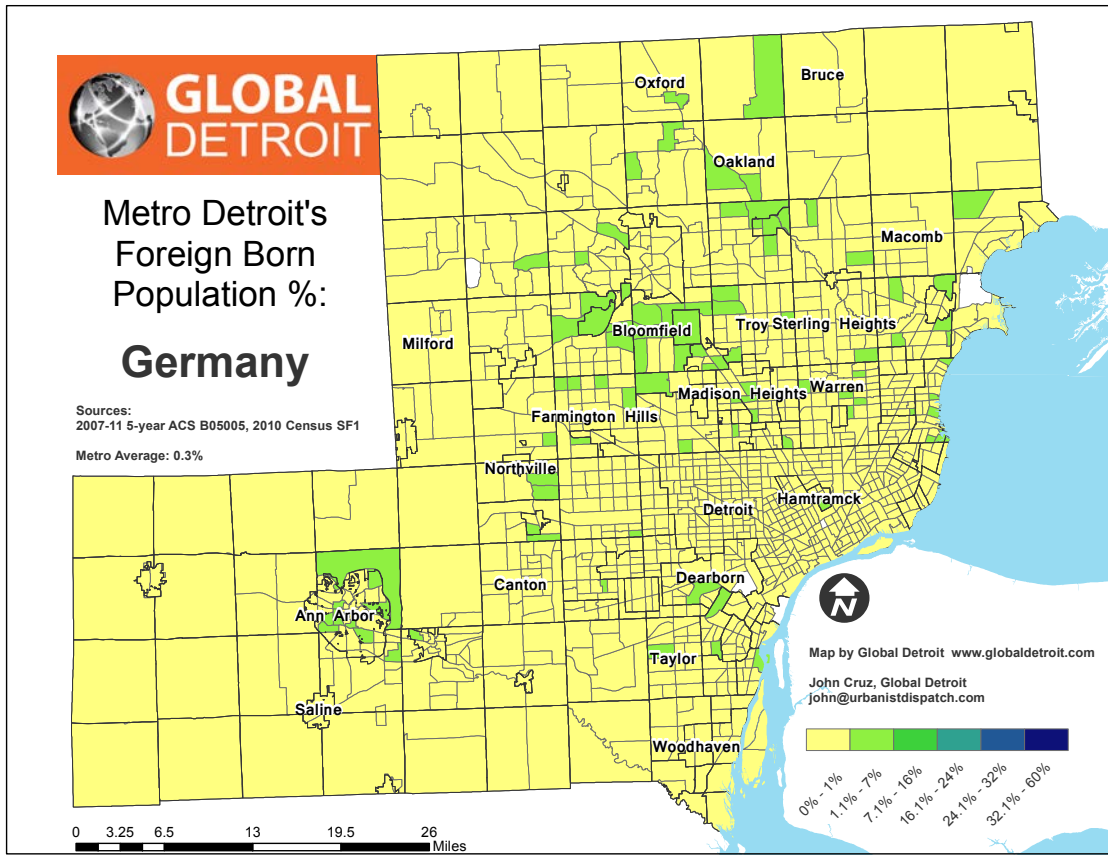 GLOBAL
DETROIT
Metro Detroit's
Foreign Born
Population %:
Germany
Sources:
2007-11 5-year ACS B05005, 2010 Census SF1
Metro Average: 0.3%
Oxford
Bruce
Oakland
Macomb
Milford
Bloomfield
Troy
Sterling Heights
Madison Heights
Warren
Farmington Hills
Northville
Hamtramck
Detroit
Canton
Dearborn
Ann Arbor
Taylor
Saline
Woodhaven
N
Map by Global Detroit www.globaldetroit.com
John Cruz, Global Detroit
john@urbanistdispatch.com
0% - 1%
1.1% - 7%
7.1% - 16%
16.1% - 24%
24.1% - 32%
32.1% - 60%
0 3.25 6.5 13 19.5 26
Miles